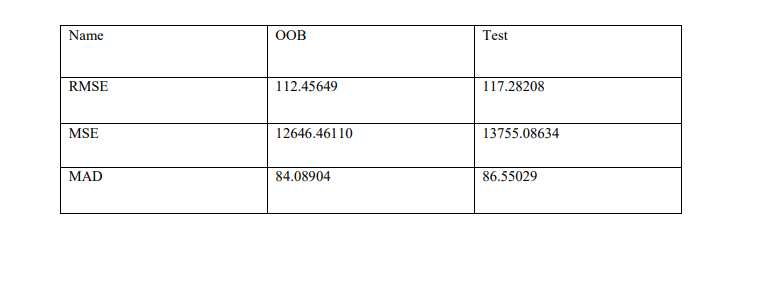 Name OOB Test
RMSE 112.45649 117.28208
MSE 12646.46110 13755.08634
MAD 84.08904 86.55029